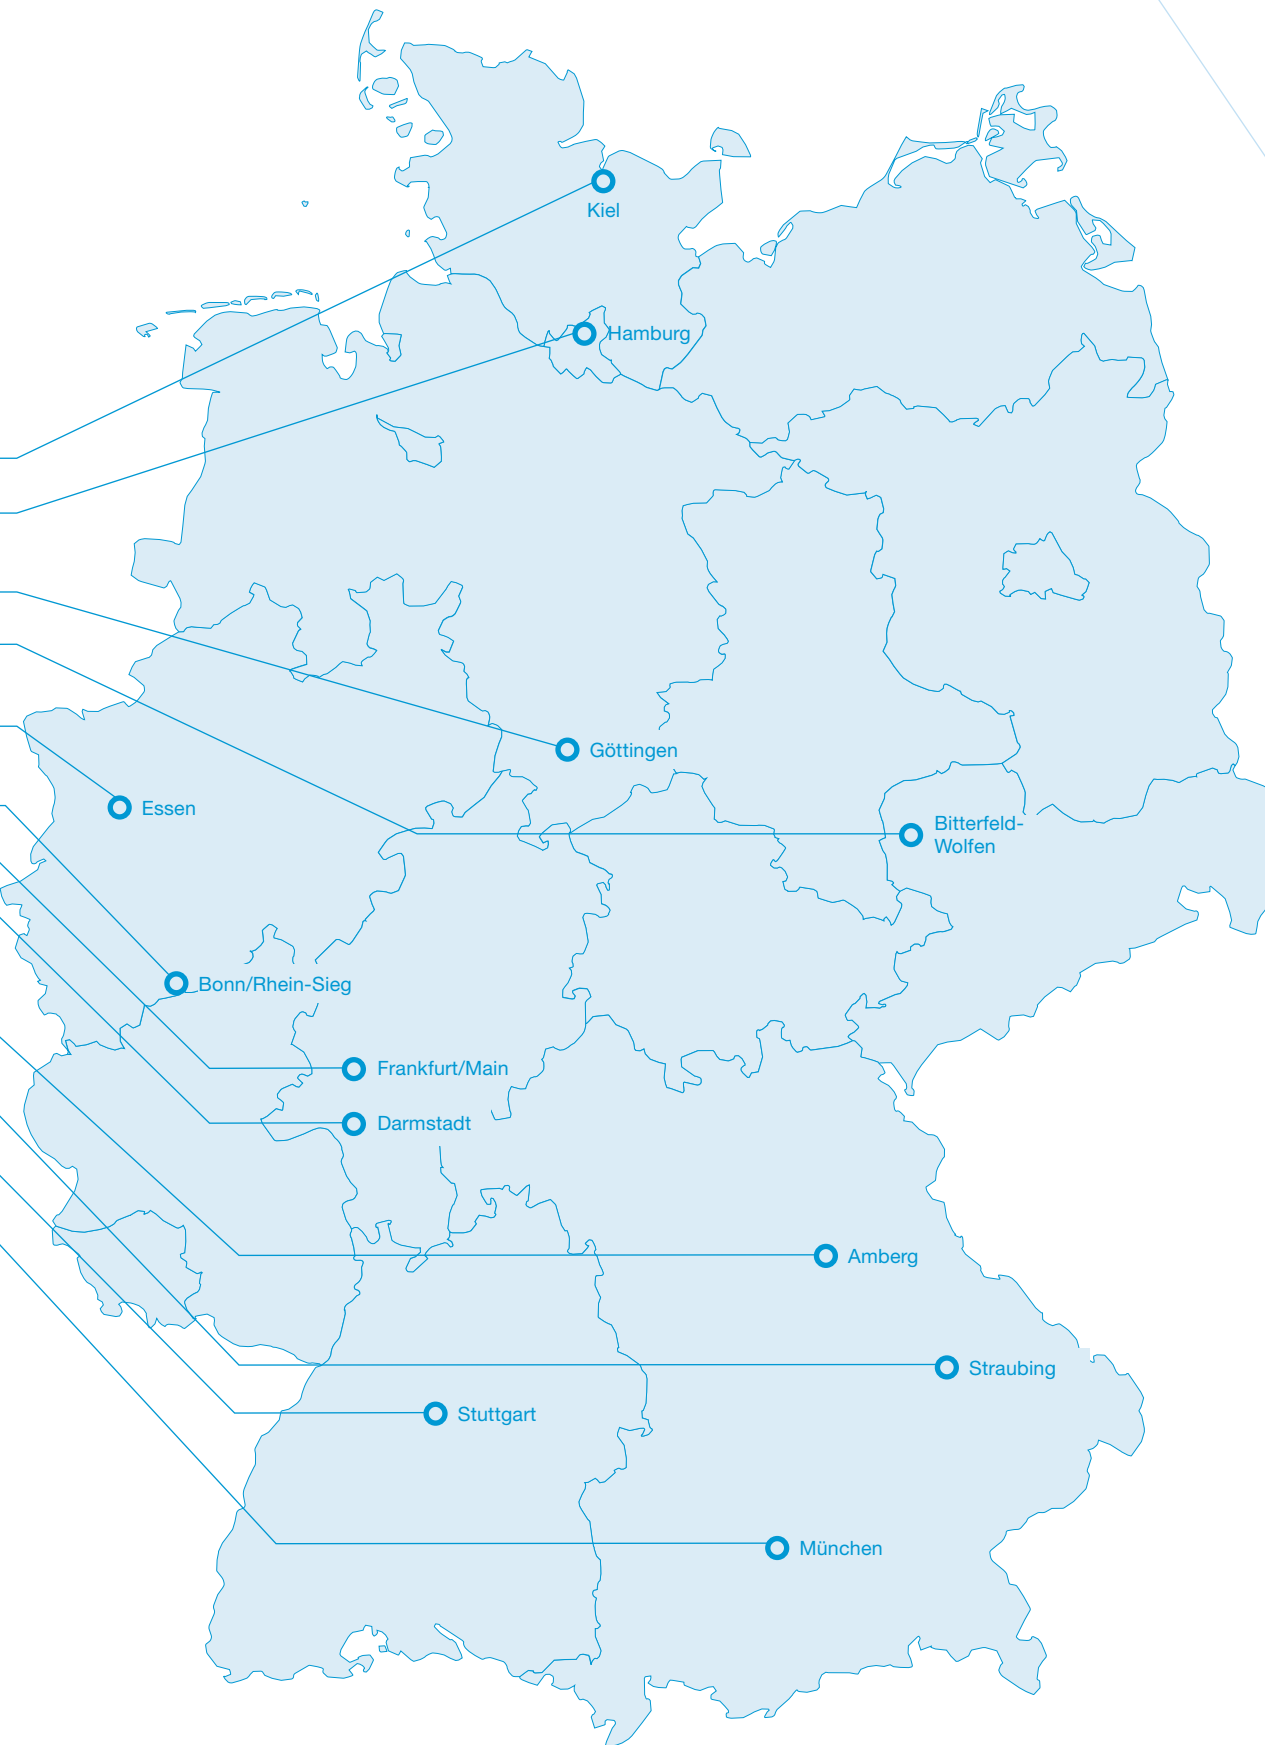 Kiel
Hamburg
Göttingen
Essen
Bitterfeld-
Wolfen
Bonn/Rhein-Sieg
Frankfurt/Main
Darmstadt
Amberg
Straubing
Stuttgart
München